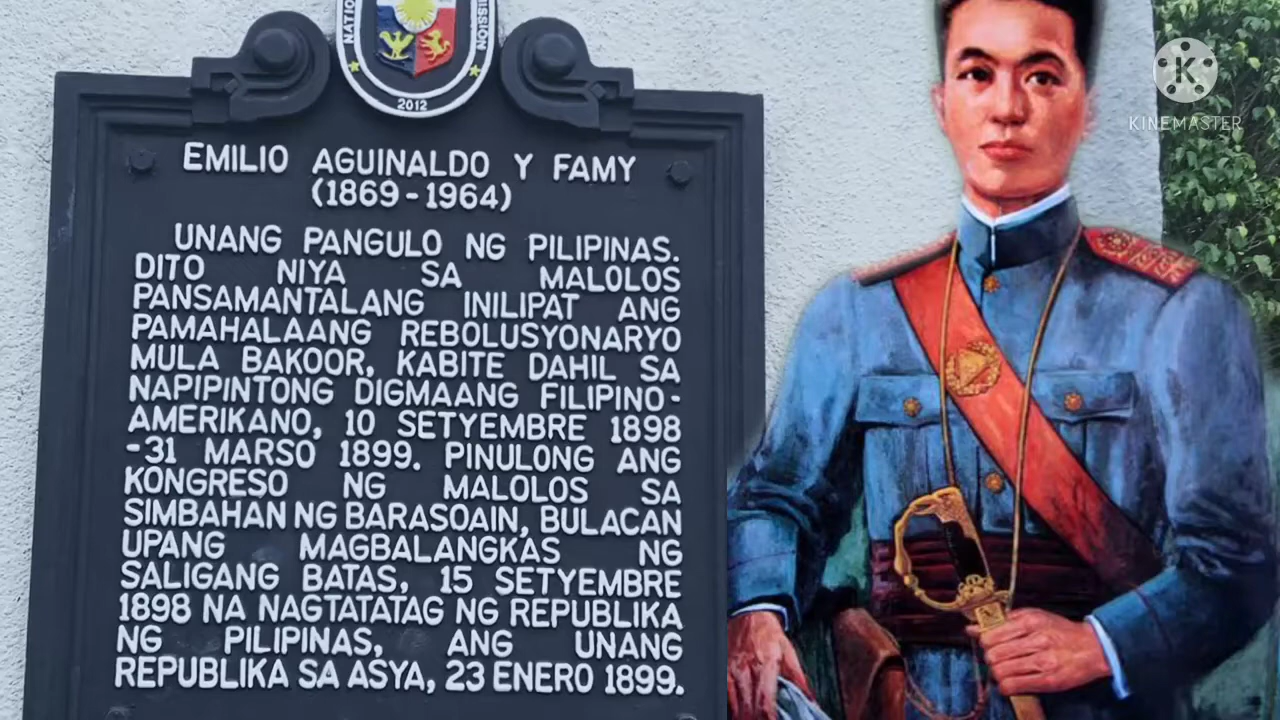 NATIO
ISSION
2012
EMILIO AGUINALDO Y FAMY
(1869-1964)
UNANG PANGULO NG PILIPINAS.
DITO NIYA SA MALOLOS
PANSAMANTALANG INILIPAT ANG
PAMAHALAANG REBOLUSYONARYO
MULA BAKOOR, KABITE DAHIL SA
NAPIPINTONG DIGMAANG FILIPINO-
AMERIKANO, 10 SETYEMBRE 1898
-31 MARSO 1899. PINULONG ANG
KONGRESO NG MALOLOS SA
SIMBAHAN NG BARASOAIN, BULACAN
UPANG MAGBALANGKAS NG
SALIGANG BATAS, 15 SETYEMBRE
1898 NA NAGTATATAG NG REPUBLIKA
NG PILIPINAS, ANG UNANG
REPUBLIKA SA ASYA, 23 ENERO 1899.
K
KINEMASTER